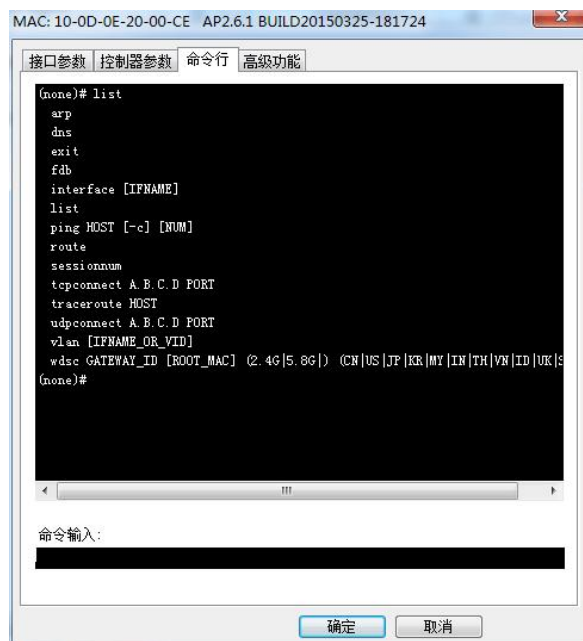 MAC: 10-0D-0E-20-00-CE AP2.6.1 BUILD20150325-181724
接口参数 控制器参数 命令行 高级功能
(none)# list
arp
dns
exit
fdb
interface [IFNAME]
list
ping HOST [-c] [NUM]
route
sessionnum
tcpconnect A.B.C.D PORT
traceroute HOST
udpconnect A.B.C.D PORT
vlan [IFNAME_OR_VID]
wdsc GATEWAY_ID [ROOT_MAC] (2.4G|5.8G|) (CN|US|JP|KR|MY|IN|TH|VN|ID|UK|
(none)#
命令输入:
确定 取消